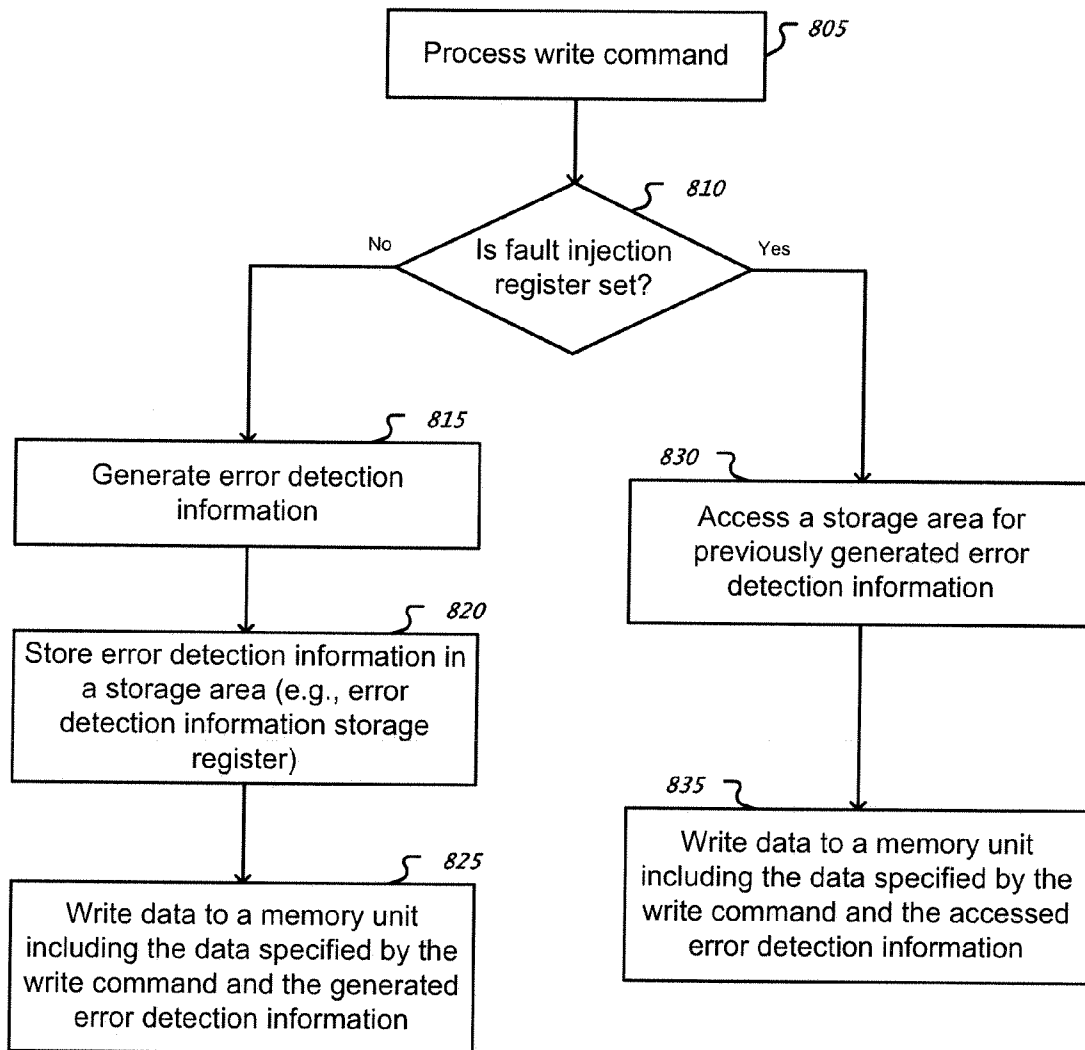 805
Process write command
810
Is fault injection
register set?
No
Yes
815
Generate error detection
information
830
Access a storage area for
previously generated error
detection information
820
Store error detection information in
a storage area (e.g., error
detection information storage
register)
835
Write data to a memory unit
including the data specified by the
write command and the accessed
error detection information
825
Write data to a memory unit
including the data specified by the
write command and the generated
error detection information